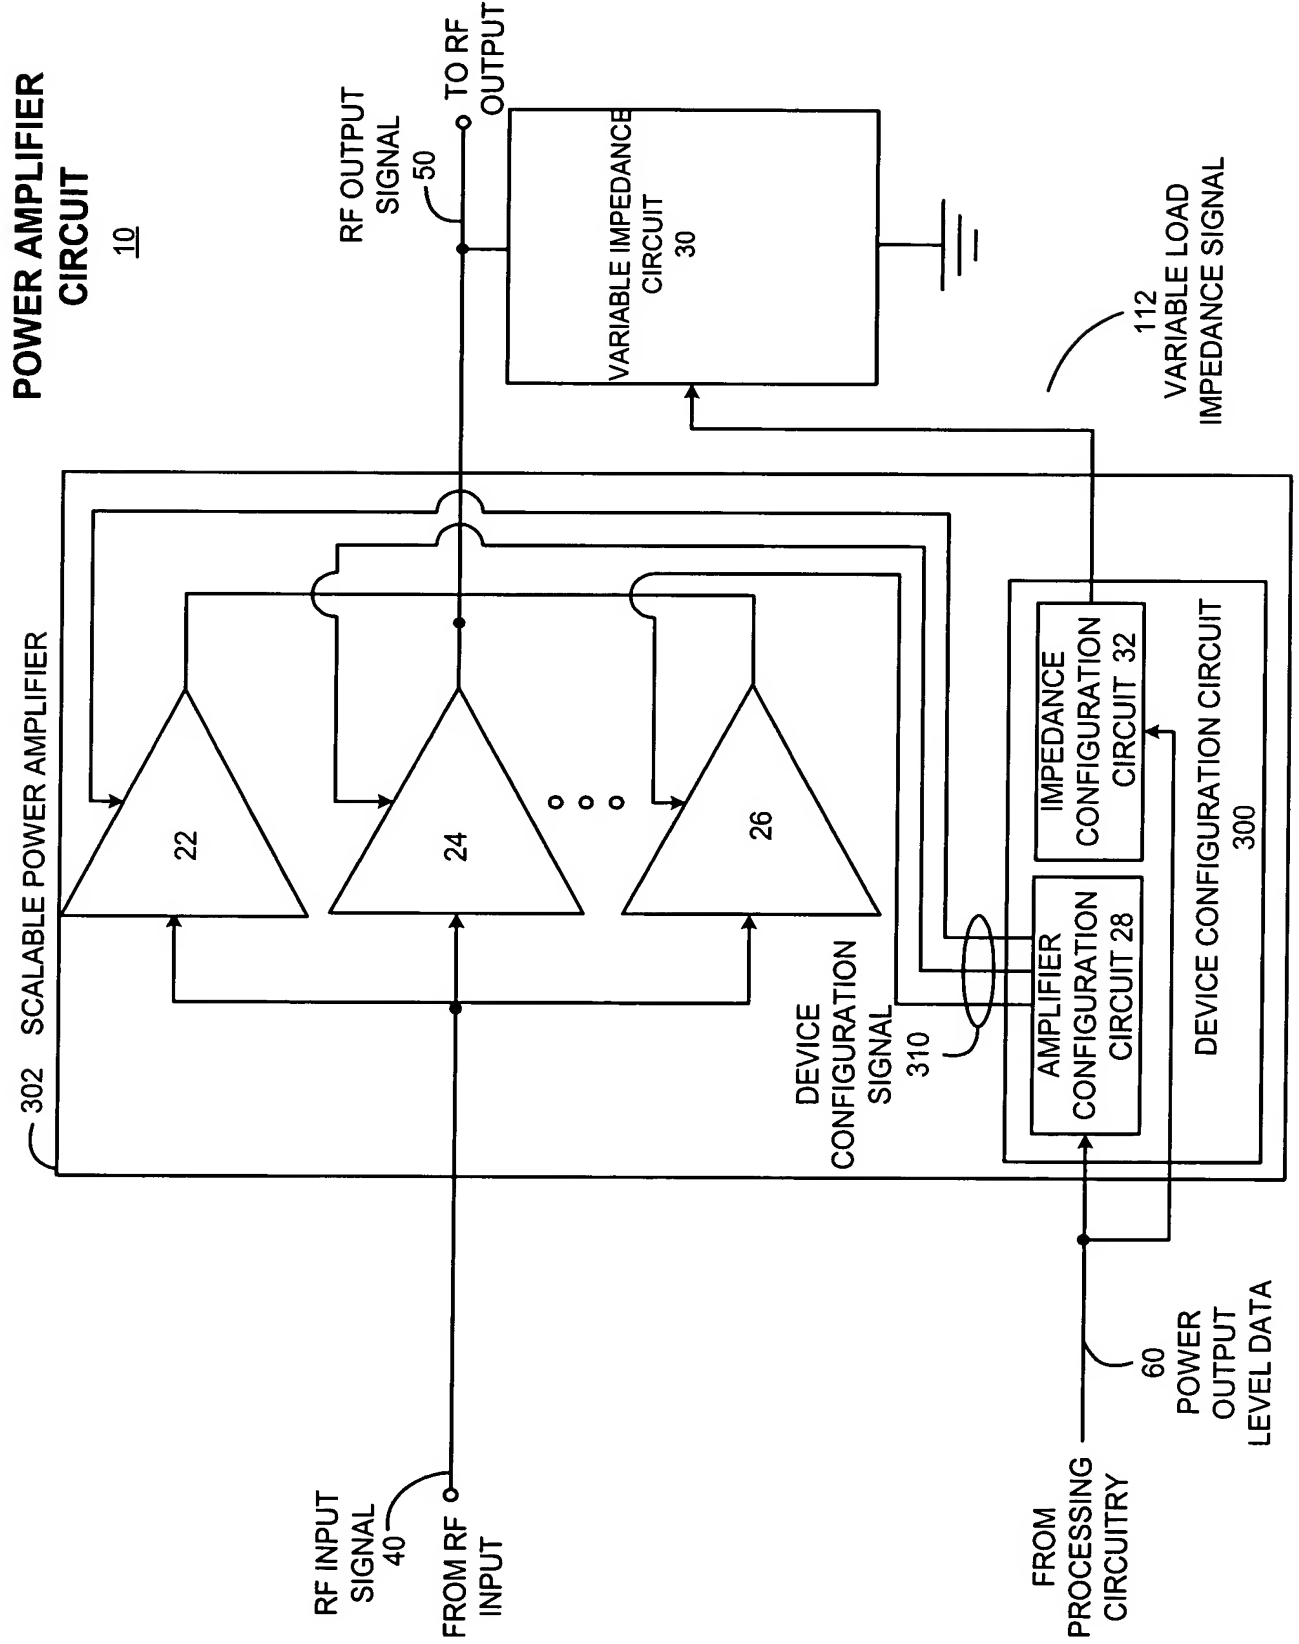 POWER AMPLIFIER
CIRCUIT
10
302 SCALABLE POWER AMPLIFIER
RF INPUT
SIGNAL
40
FROM RF
INPUT
22
24
26
RF OUTPUT
SIGNAL
50
TO RF
OUTPUT
VARIABLE IMPEDANCE
CIRCUIT
30
DEVICE
CONFIGURATION
SIGNAL
310
AMPLIFIER
CONFIGURATION
CIRCUIT 28
IMPEDANCE
CONFIGURATION
CIRCUIT 32
DEVICE CONFIGURATION CIRCUIT
300
112
VARIABLE LOAD
IMPEDANCE SIGNAL
FROM
PROCESSING
CIRCUITRY
60
POWER
OUTPUT
LEVEL DATA